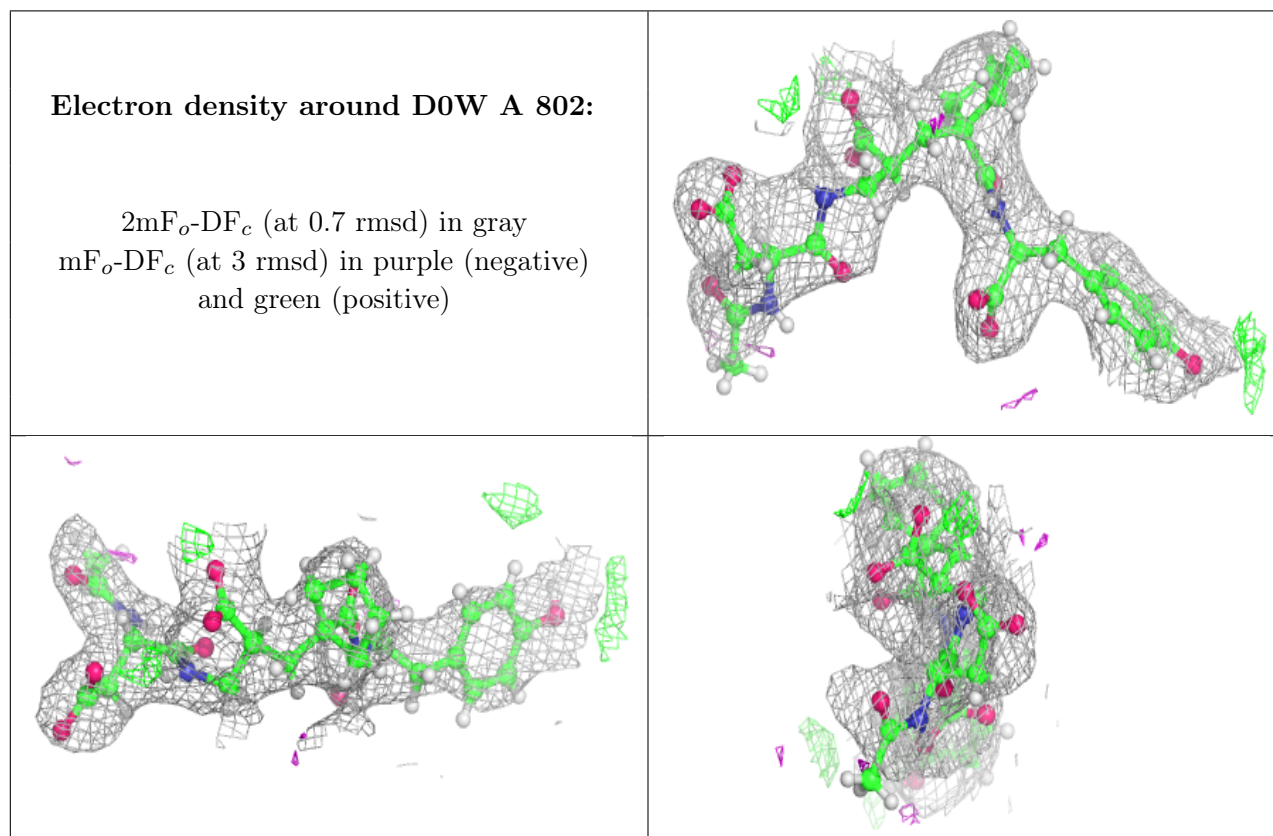 Electron density around D0W A 802:
2mFo-DFc (at 0.7 rmsd) in gray
mFo-DFc (at 3 rmsd) in purple (negative)
and green (positive)